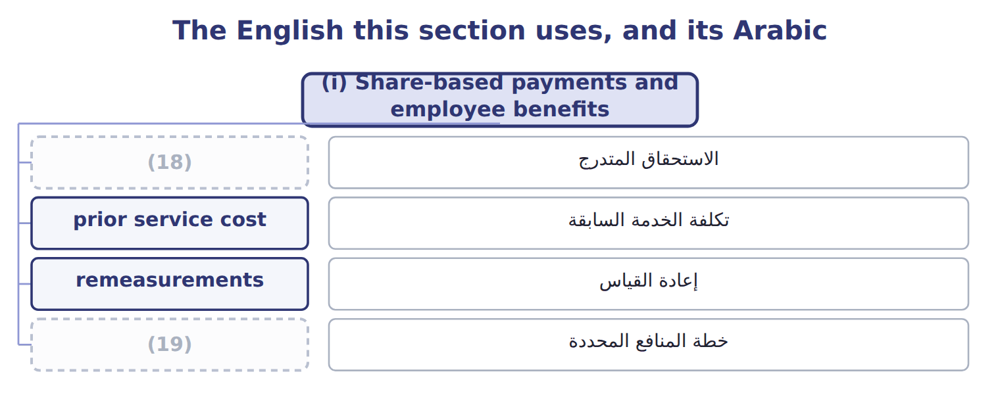 The English this section uses, and its Arabic
(i) Share-based payments and
employee benefits
(18)
الاستحقاق المتدرج
prior service cost
تكلفة الخدمة السابقة
remeasurements
إعادة القياس
(19)
خطة المنافع المحددة